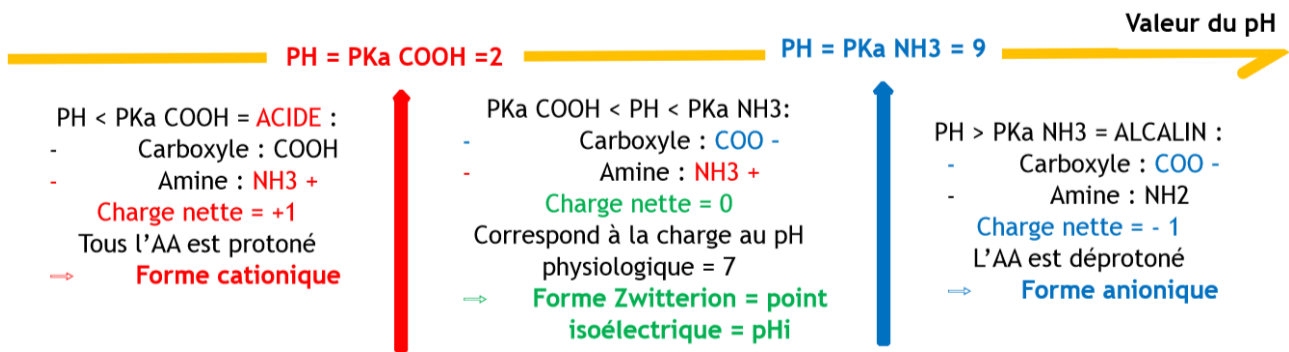 Valeur du pH
PH = PKa COOH =2
PH = PKa NH3 = 9
PH < PKa COOH = ACIDE :
- Carboxyle : COOH
- Amine : NH3 +
Charge nette = +1
Tous l’AA est protoné
⇒ Forme cationique
PKa COOH < PH < PKa NH3:
- Carboxyle : COO -
- Amine : NH3 +
Charge nette = 0
Correspond à la charge au pH
physiologique = 7
⇒ Forme Zwitterion = point
isoélectrique = pHi
PH > PKa NH3 = ALCALIN :
- Carboxyle : COO -
- Amine : NH2
Charge nette = - 1
L’AA est déprotoné
⇒ Forme anionique